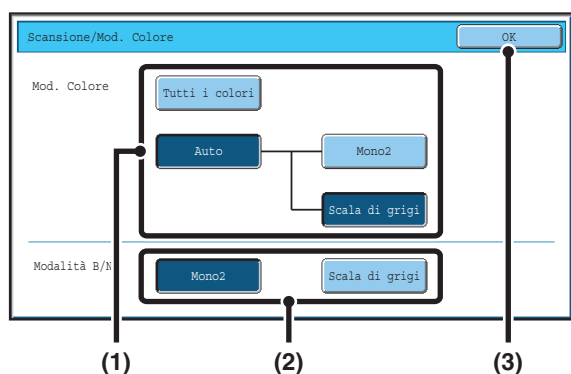 Scansione/Mod. Colore OK
Mod. Colore
Tutti i colori
Auto Mono2
Scala di grigi
Modalità B/N
Mono2 Scala di grigi
(1) (2) (3)